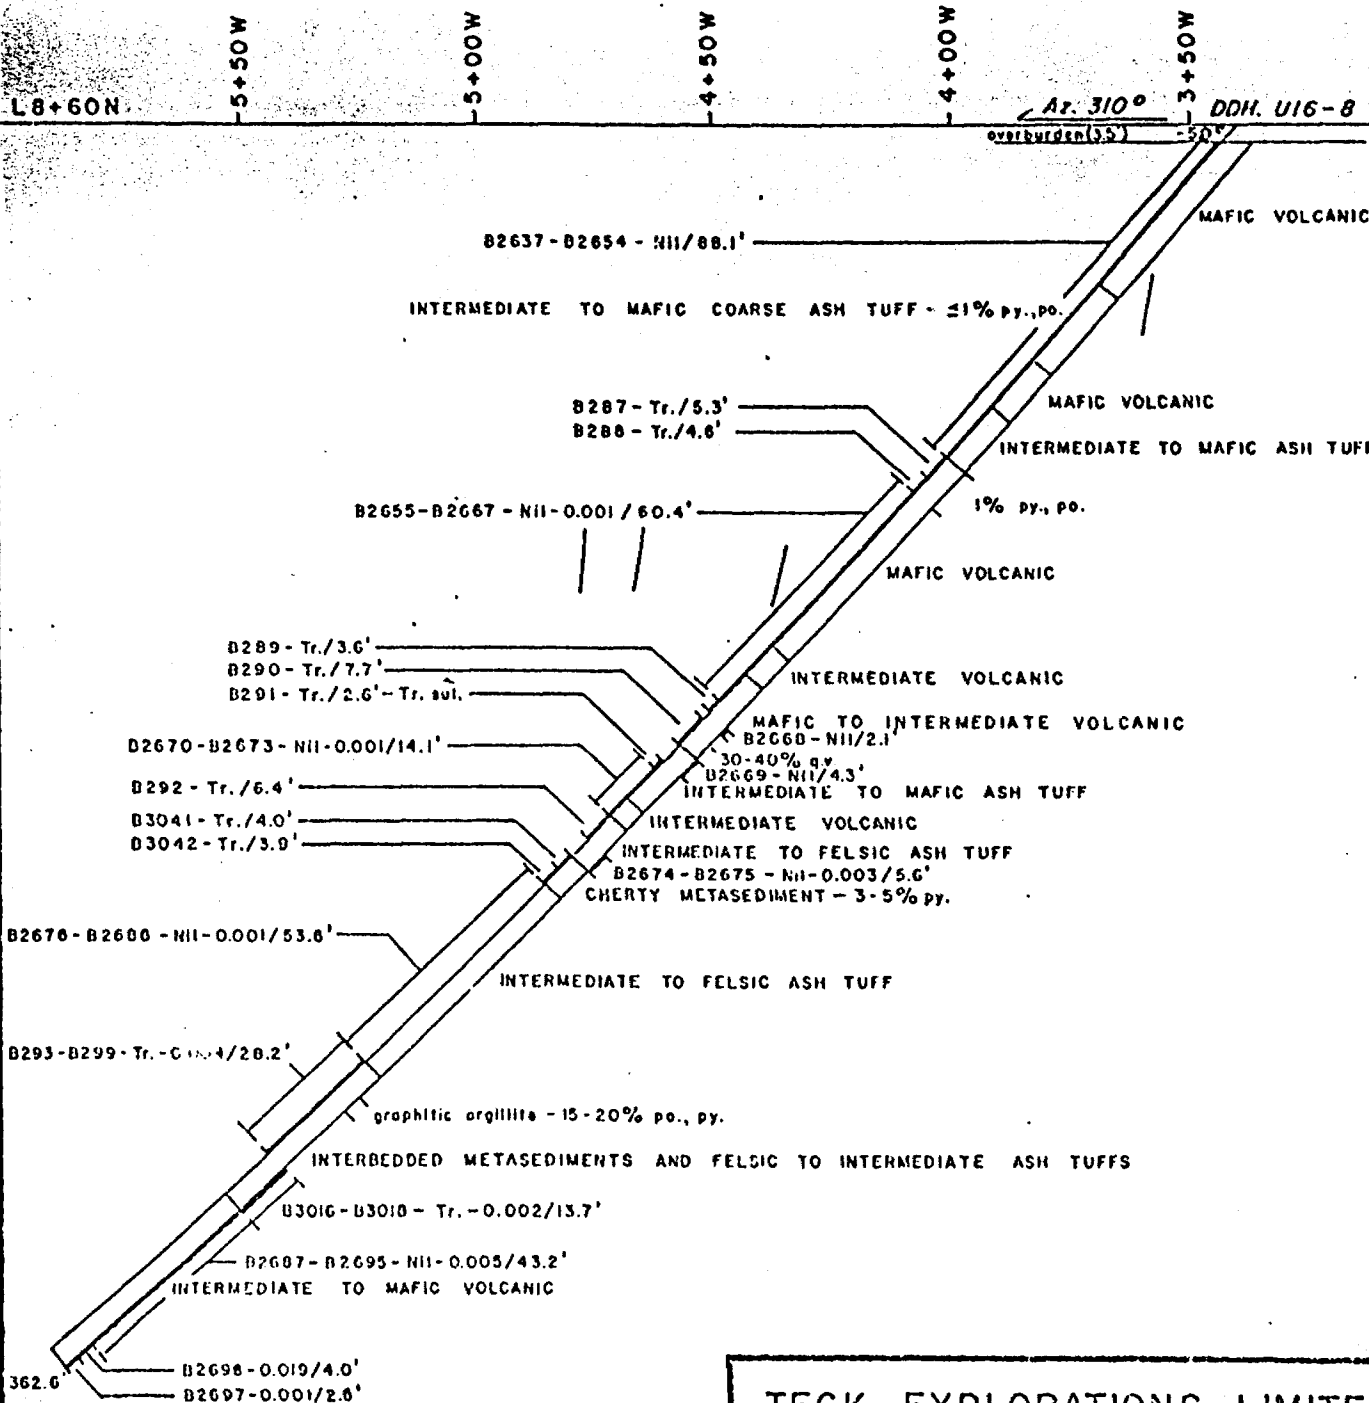 5+50W
5+00W
4+50W
4+00W
3+50W
L8+60N
Az. 310°
DDH. U16-8
overburden(3.5')
-50°
MAFIC VOLCANIC
B2637-B2654-Nil/88.1'
INTERMEDIATE TO MAFIC COARSE ASH TUFF - ≤1% py.,po.
B287-Tr./5.3'
MAFIC VOLCANIC
B288-Tr./4.6'
INTERMEDIATE TO MAFIC ASH TUFF
B2655-B2667-Nil-0.001/60.4'
1% py., po.
MAFIC VOLCANIC
B289-Tr./3.6'
B290-Tr./7.7'
INTERMEDIATE VOLCANIC
B291-Tr./2.6'-Tr. sul.
MAFIC TO INTERMEDIATE VOLCANIC
B2668-Nil/2.1'
B2670-B2673-Nil-0.001/14.1'
30-40% q.v.
B2669-Nil/4.3'
B292-Tr./6.4'
INTERMEDIATE TO MAFIC ASH TUFF
B3041-Tr./4.0'
INTERMEDIATE VOLCANIC
B3042-Tr./3.9'
INTERMEDIATE TO FELSIC ASH TUFF
B2674-B2675-Nil-0.003/5.6'
CHERTY METASEDIMENT - 3-5% py.
B2676-B2686-Nil-0.001/53.8'
INTERMEDIATE TO FELSIC ASH TUFF
B293-B299-Tr.- /28.2'
graphitic argillite - 15-20% po., py.
INTERBEDDED METASEDIMENTS AND FELSIC TO INTERMEDIATE ASH TUFFS
B3016-B3018-Tr.-0.002/13.7'
B2687-B2695-Nil-0.005/43.2'
INTERMEDIATE TO MAFIC VOLCANIC
B2696-0.019/4.0'
362.6'
B2697-0.001/2.8'
TECK EXPLORATIONS LIMITE